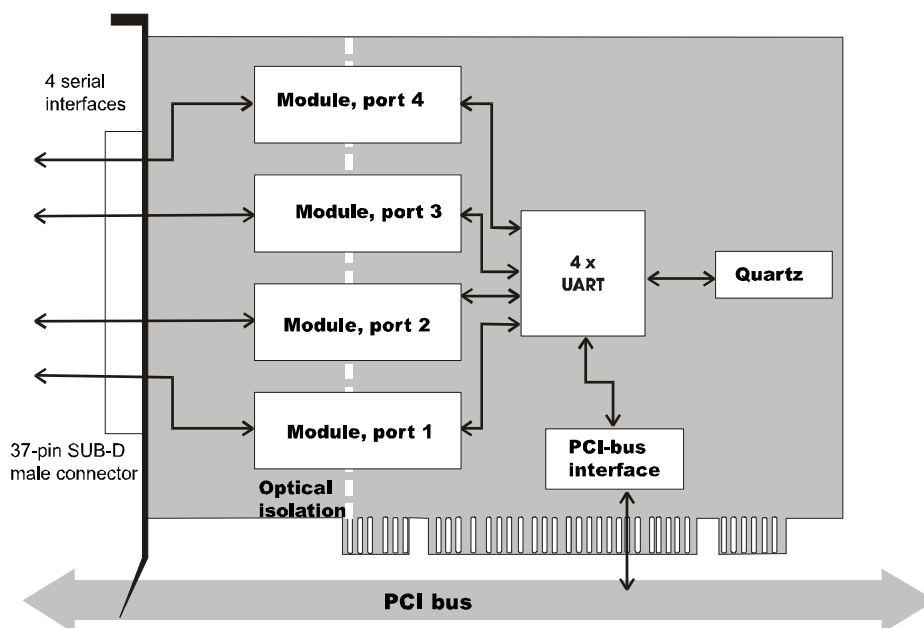 4 serial
interfaces
Module, port 4
Module, port 3
4 x
UART
Quartz
Module, port 2
Module, port 1
37-pin SUB-D
male connector
PCI-bus
interface
Optical
isolation
PCI bus